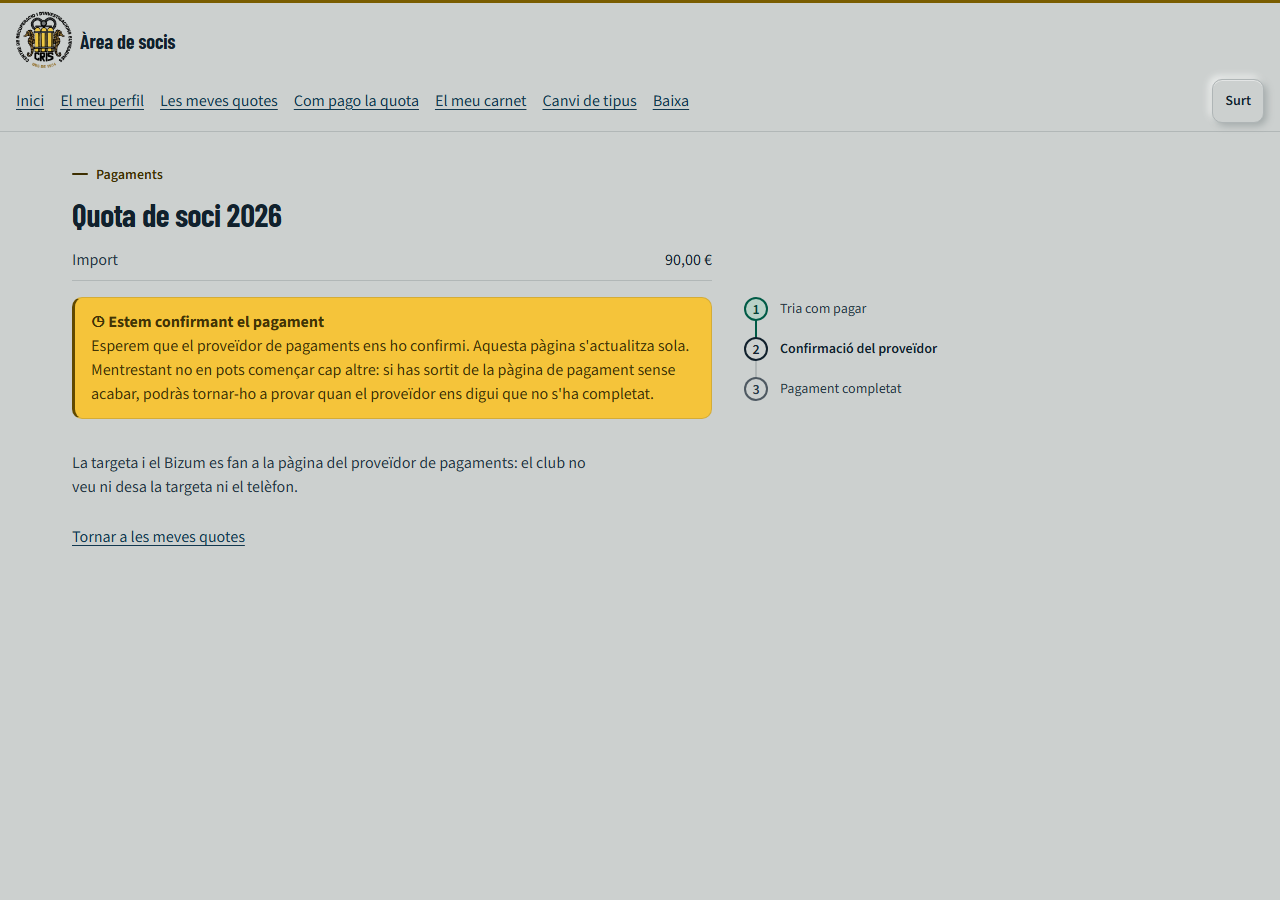 CRIS
Àrea de socis
Inici El meu perfil Les meves quotes Com pago la quota El meu carnet Canvi de tipus Baixa Surt
Pagaments
Quota de soci 2026
Import 90,00 €
Estem confirmant el pagament
Esperem que el proveïdor de pagaments ens ho confirmi. Aquesta pàgina s'actualitza sola.
Mentrestant no en pots començar cap altre: si has sortit de la pàgina de pagament sense
acabar, podràs tornar-ho a provar quan el proveïdor ens digui que no s'ha completat.
1 Tria com pagar
2 Confirmació del proveïdor
3 Pagament completat
La targeta i el Bizum es fan a la pàgina del proveïdor de pagaments: el club no
veu ni desa la targeta ni el telèfon.
Tornar a les meves quotes